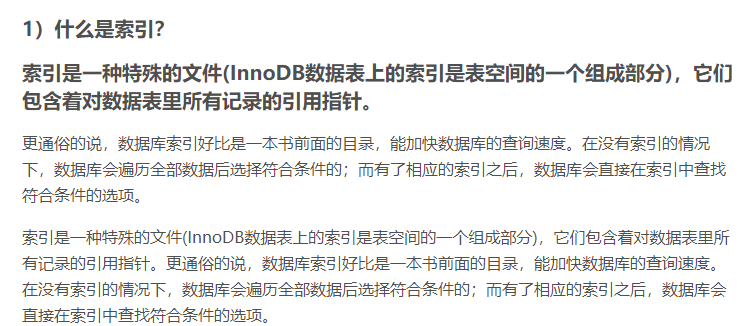 1）什么是索引？
索引是一种特殊的文件(InnoDB数据表上的索引是表空间的一个组成部分)，它们
包含着对数据表里所有记录的引用指针。
更通俗的说，数据库索引好比是一本书前面的目录，能加快数据库的查询速度。在没有索引的情况
下，数据库会遍历全部数据后选择符合条件的；而有了相应的索引之后，数据库会直接在索引中查找
符合条件的选项。
索引是一种特殊的文件(InnoDB数据表上的索引是表空间的一个组成部分)，它们包含着对数据表里所
有记录的引用指针。更通俗的说，数据库索引好比是一本书前面的目录，能加快数据库的查询速度。
在没有索引的情况下，数据库会遍历全部数据后选择符合条件的；而有了相应的索引之后，数据库会
直接在索引中查找符合条件的选项。